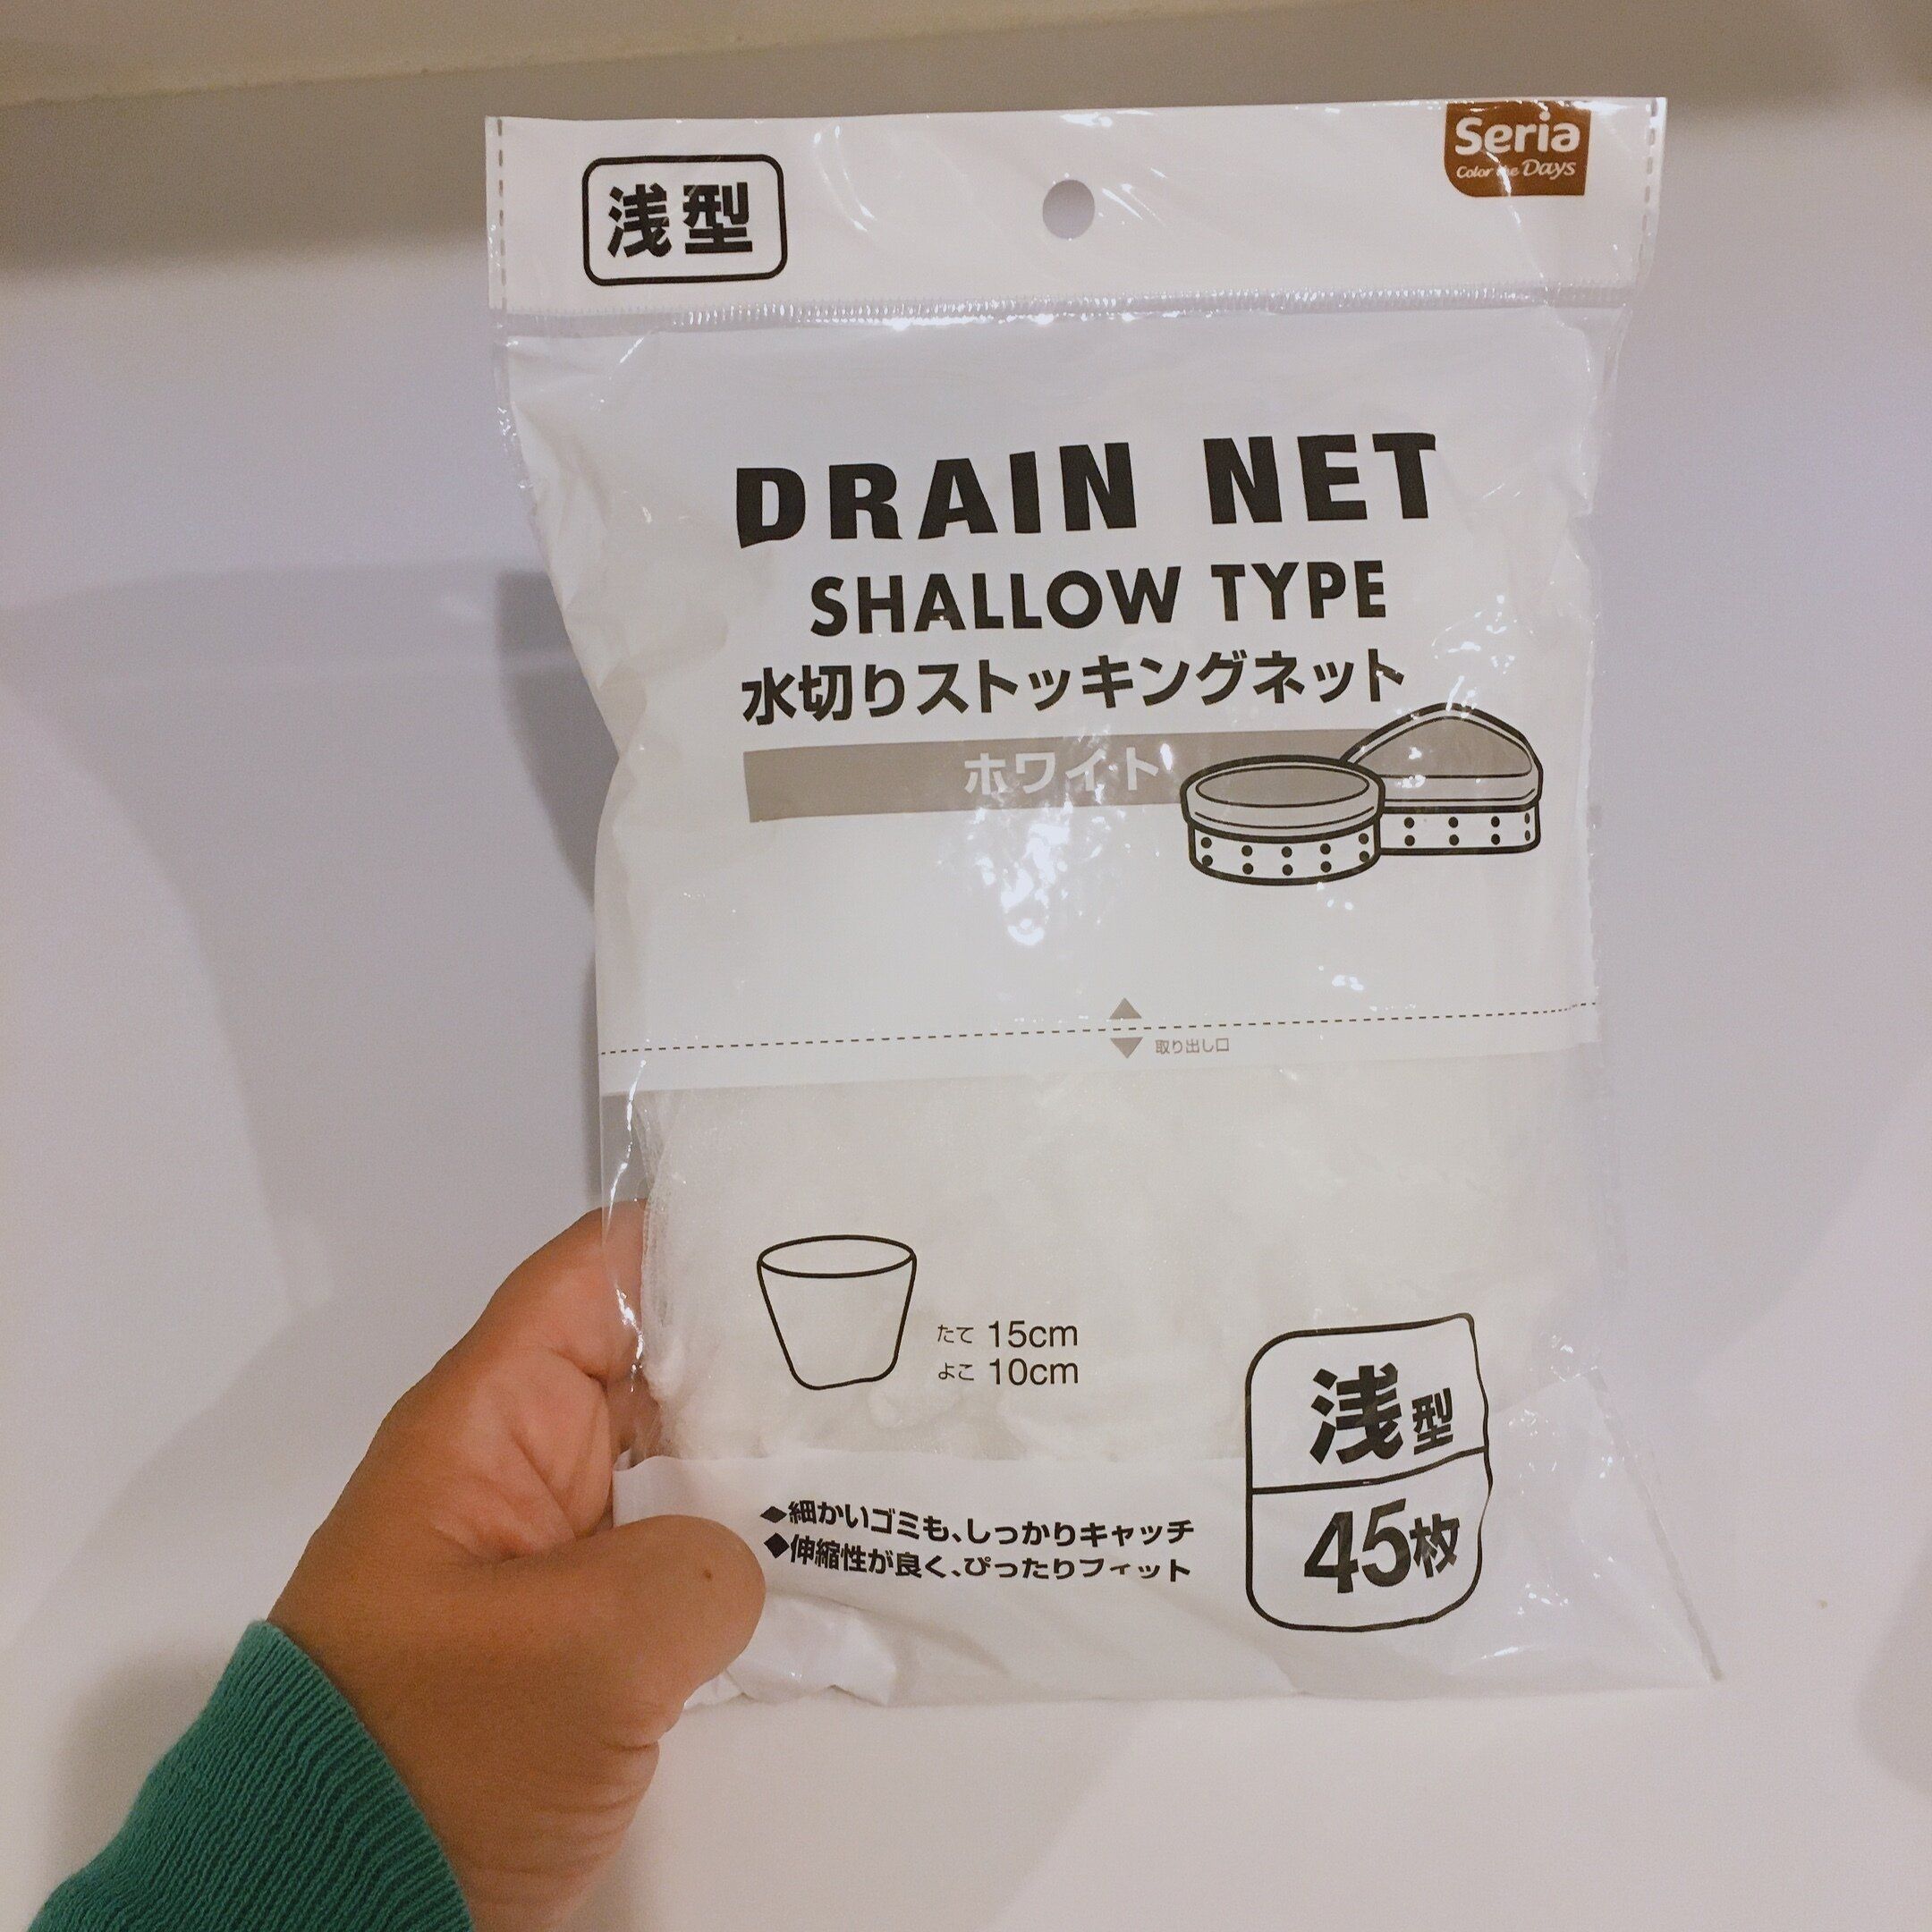 浅型
Seria
Color the Days
DRAIN NET
SHALLOW TYPE
水切りストッキングネット
ホワイト
取り出し口
たて 15cm
よこ 10cm
浅型
45枚
◆細かいゴミも、しっかりキャッチ
◆伸縮性が良く、ぴったりフィット